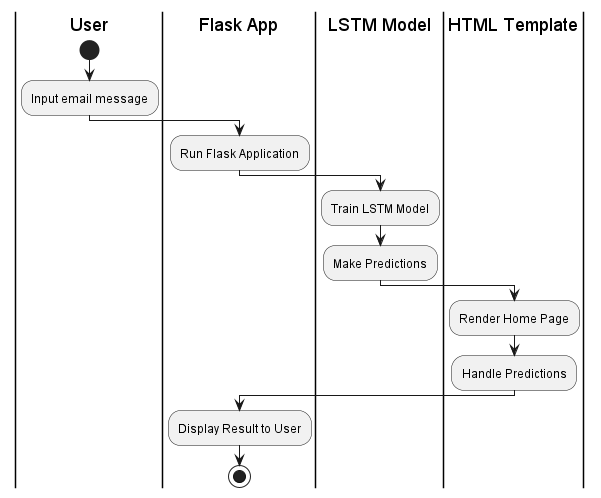 User
Flask App
LSTM Model
HTML Template
Input email message
Run Flask Application
Train LSTM Model
Make Predictions
Render Home Page
Handle Predictions
Display Result to User